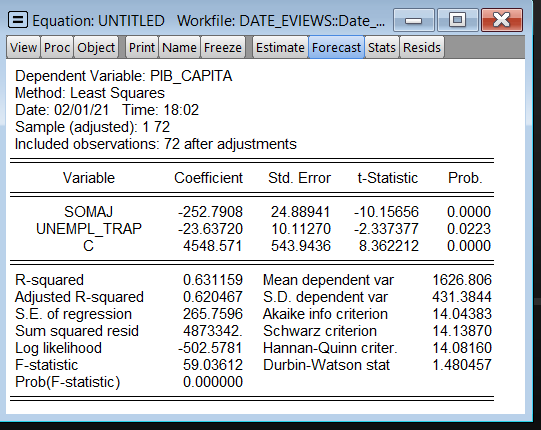 Equation: UNTITLED Workfile: DATE_EVIEWS::Date_...
View Proc Object Print Name Freeze Estimate Forecast Stats Resids
Dependent Variable: PIB_CAPITA
Method: Least Squares
Date: 02/01/21 Time: 18:02
Sample (adjusted): 1 72
Included observations: 72 after adjustments
Variable Coefficient Std. Error t-Statistic Prob.
SOMAJ -252.7908 24.88941 -10.15656 0.0000
UNEMPL_TRAP -23.63720 10.11270 -2.337377 0.0223
C 4548.571 543.9436 8.362212 0.0000
R-squared 0.631159 Mean dependent var 1626.806
Adjusted R-squared 0.620467 S.D. dependent var 431.3844
S.E. of regression 265.7596 Akaike info criterion 14.04383
Sum squared resid 4873342. Schwarz criterion 14.13870
Log likelihood -502.5781 Hannan-Quinn criter. 14.08160
F-statistic 59.03612 Durbin-Watson stat 1.480457
Prob(F-statistic) 0.000000